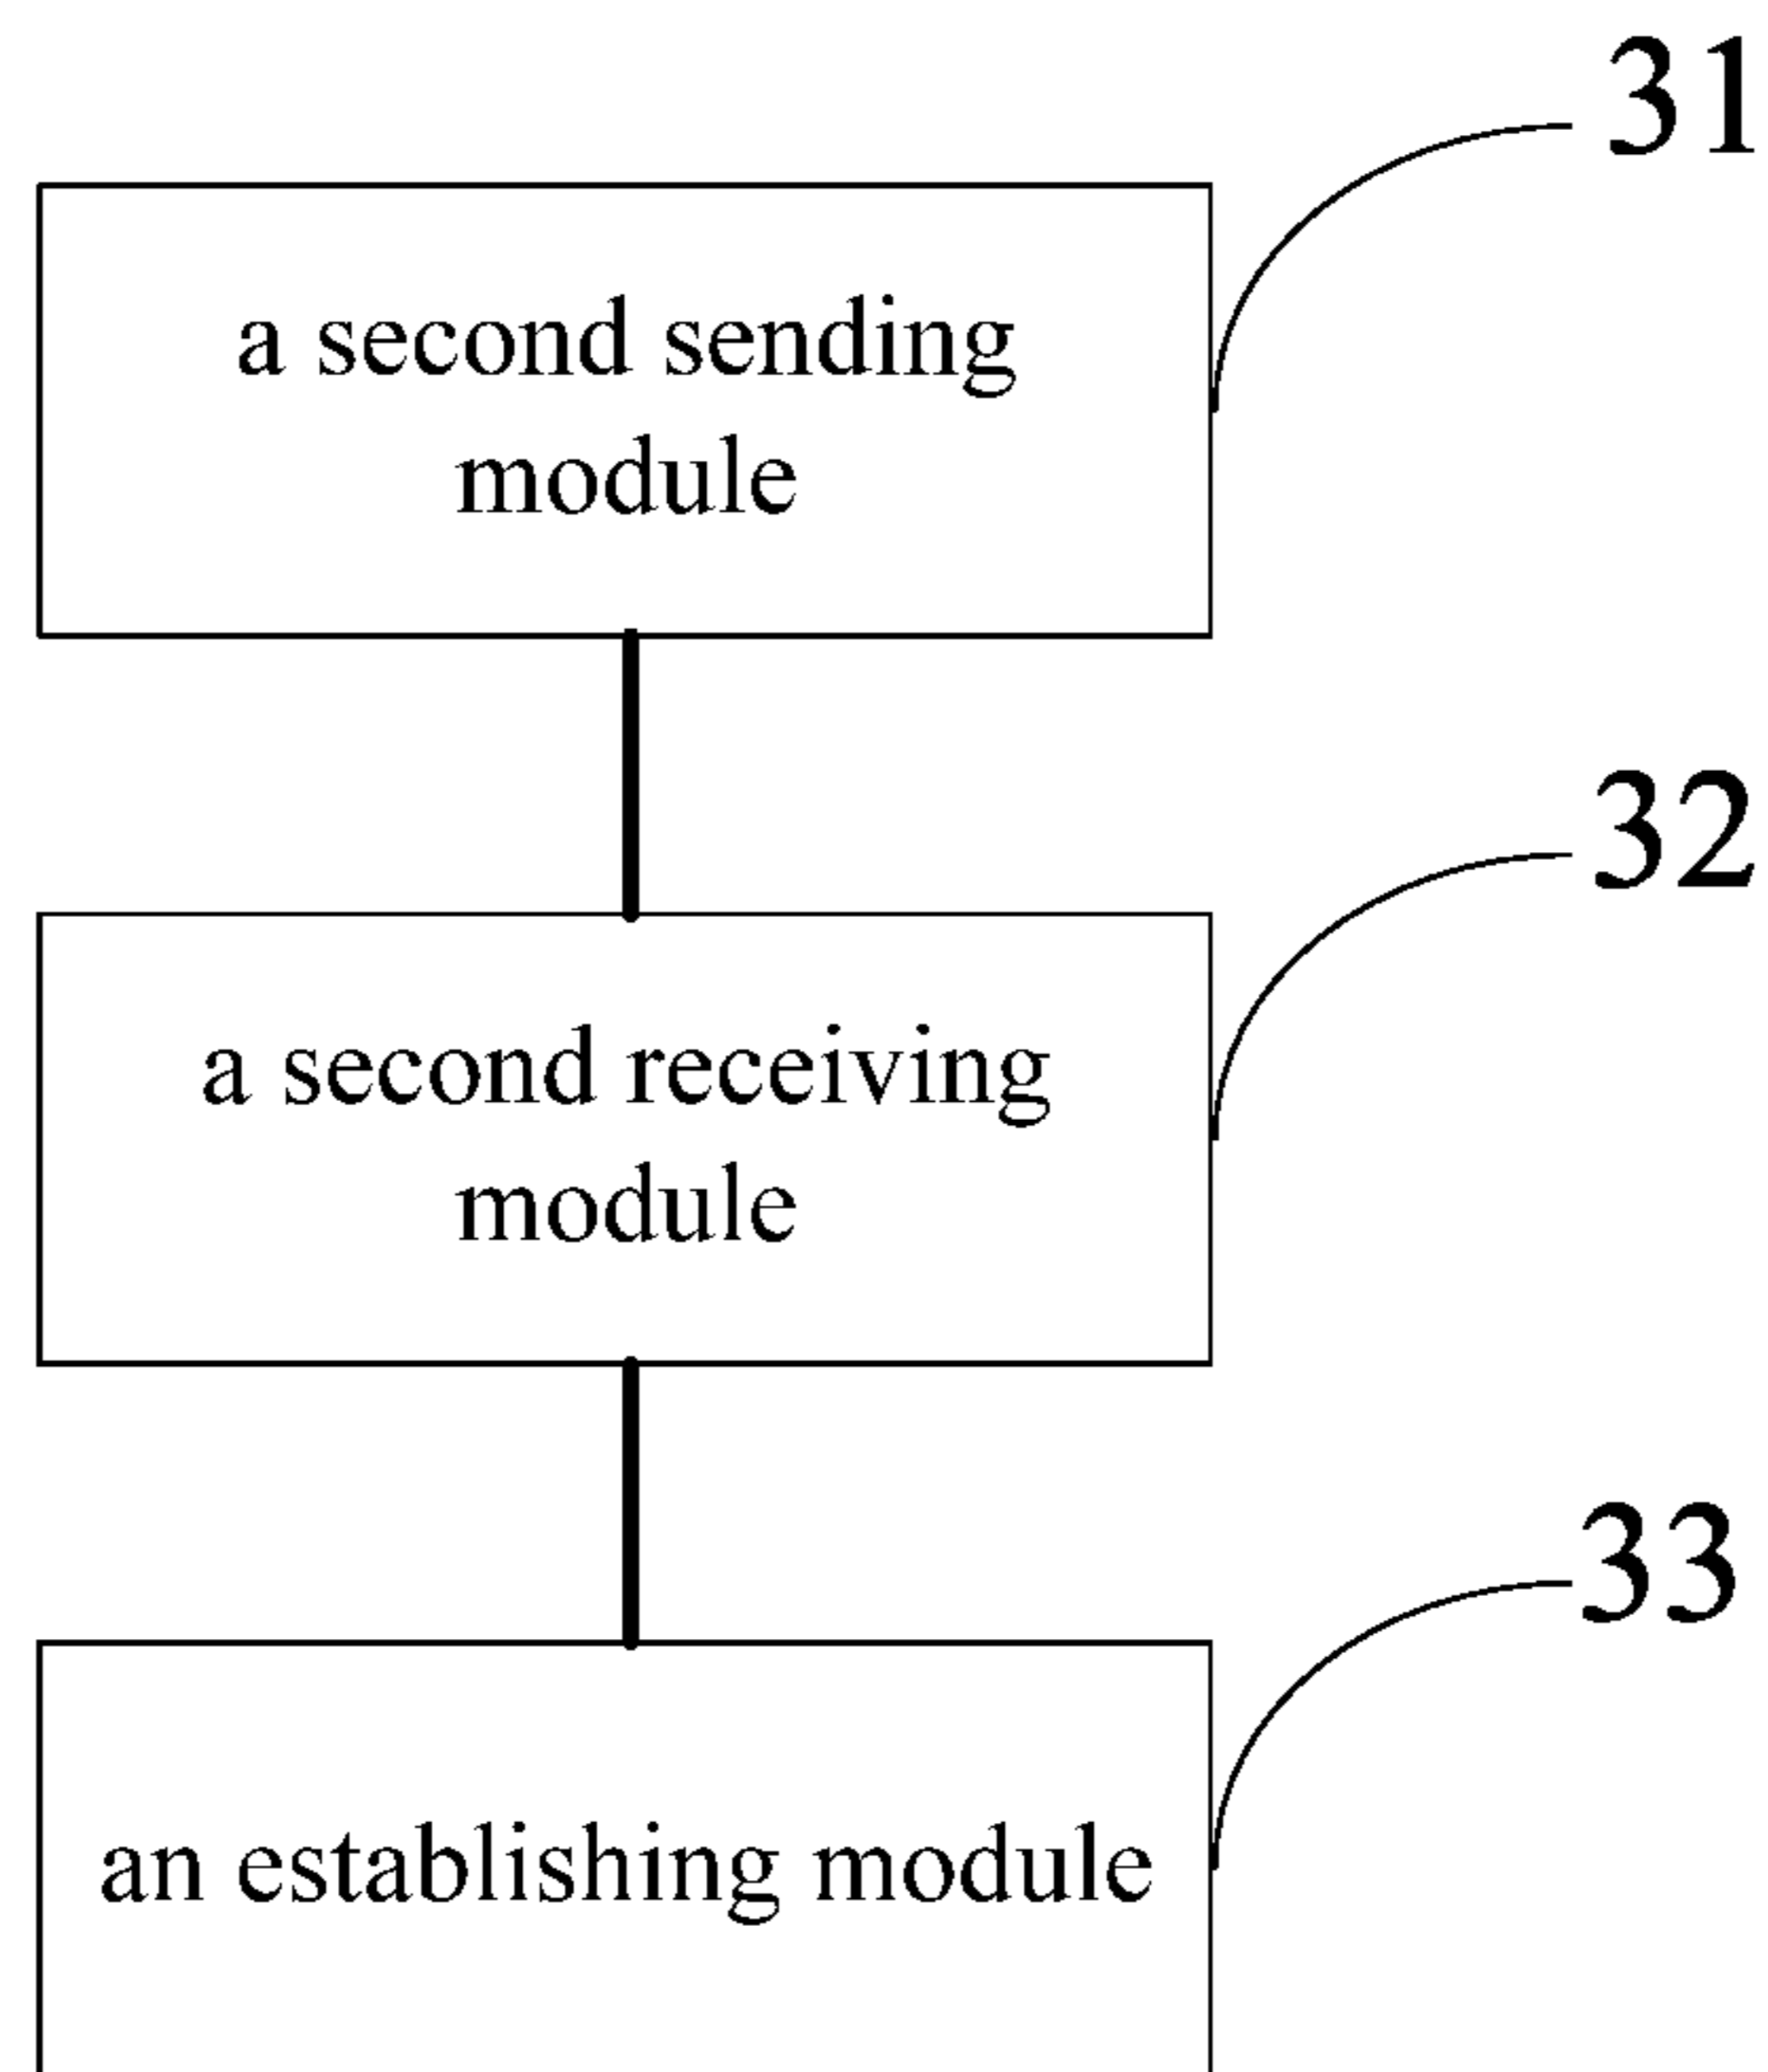 31
a second sending
module
32
a second receiving
module
33
an establishing module